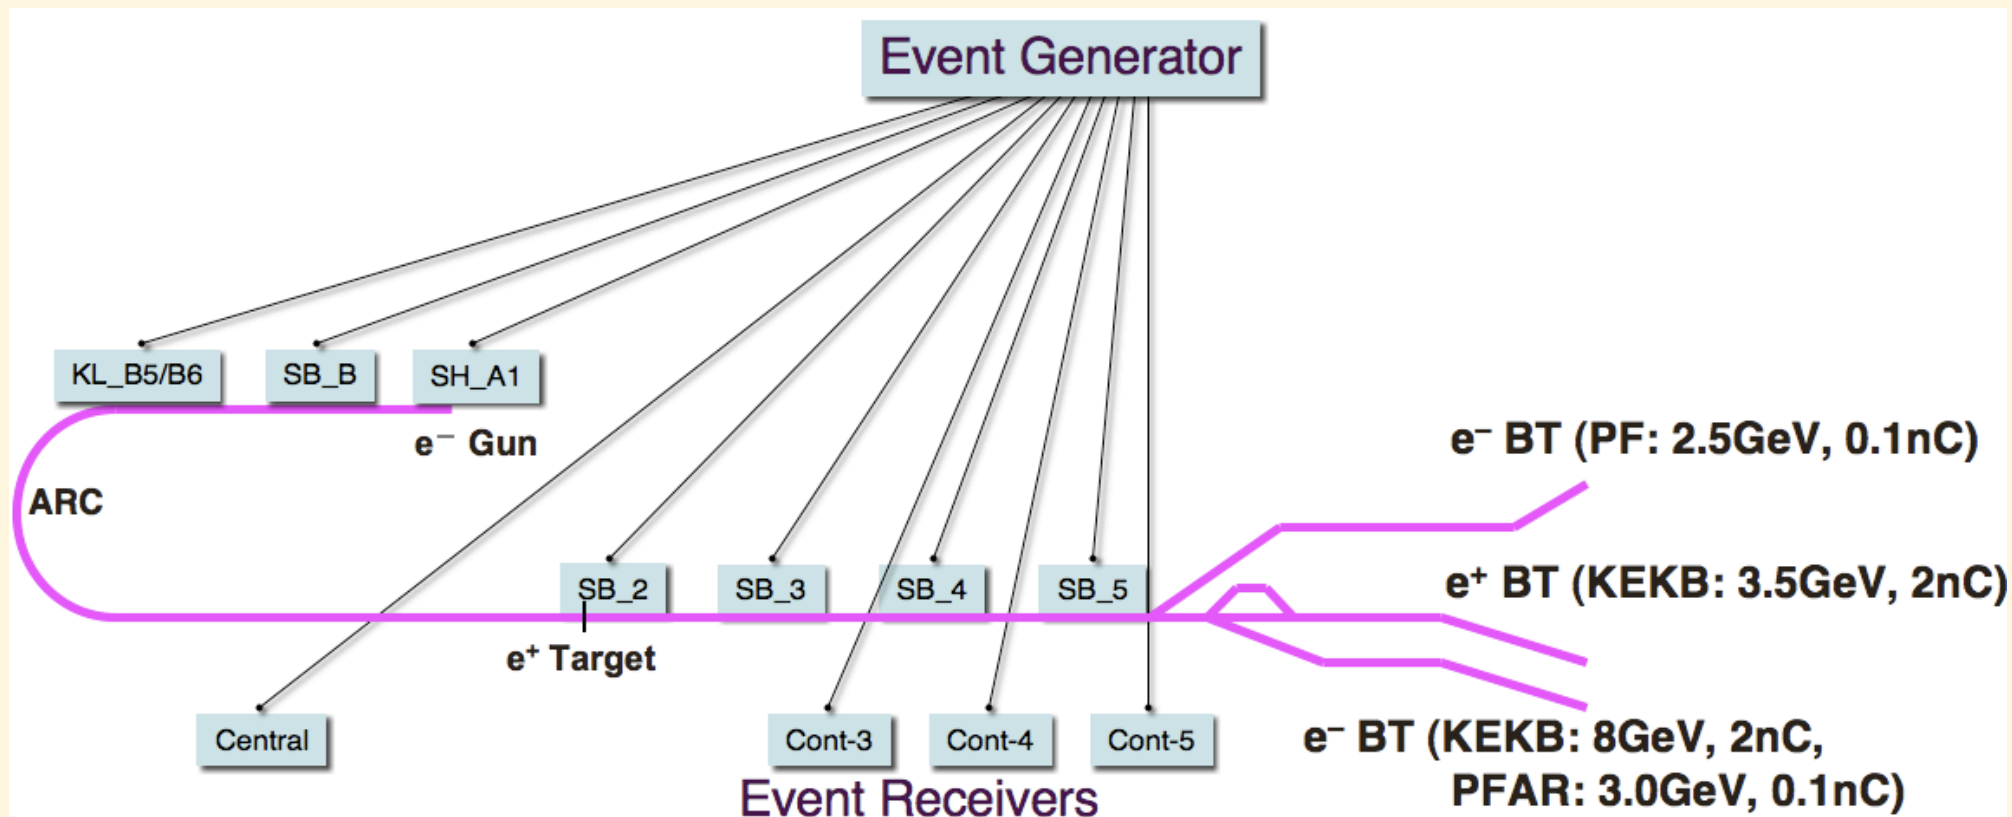 Event Generator
KL_B5/B6
SB_B
SH_A1
e⁻ Gun
ARC
e⁻ BT (PF: 2.5GeV, 0.1nC)
SB_2
SB_3
SB_4
SB_5
e⁺ BT (KEKB: 3.5GeV, 2nC)
e⁺ Target
Central
Cont-3
Cont-4
Cont-5
e⁻ BT (KEKB: 8GeV, 2nC,
PFAR: 3.0GeV, 0.1nC)
Event Receivers